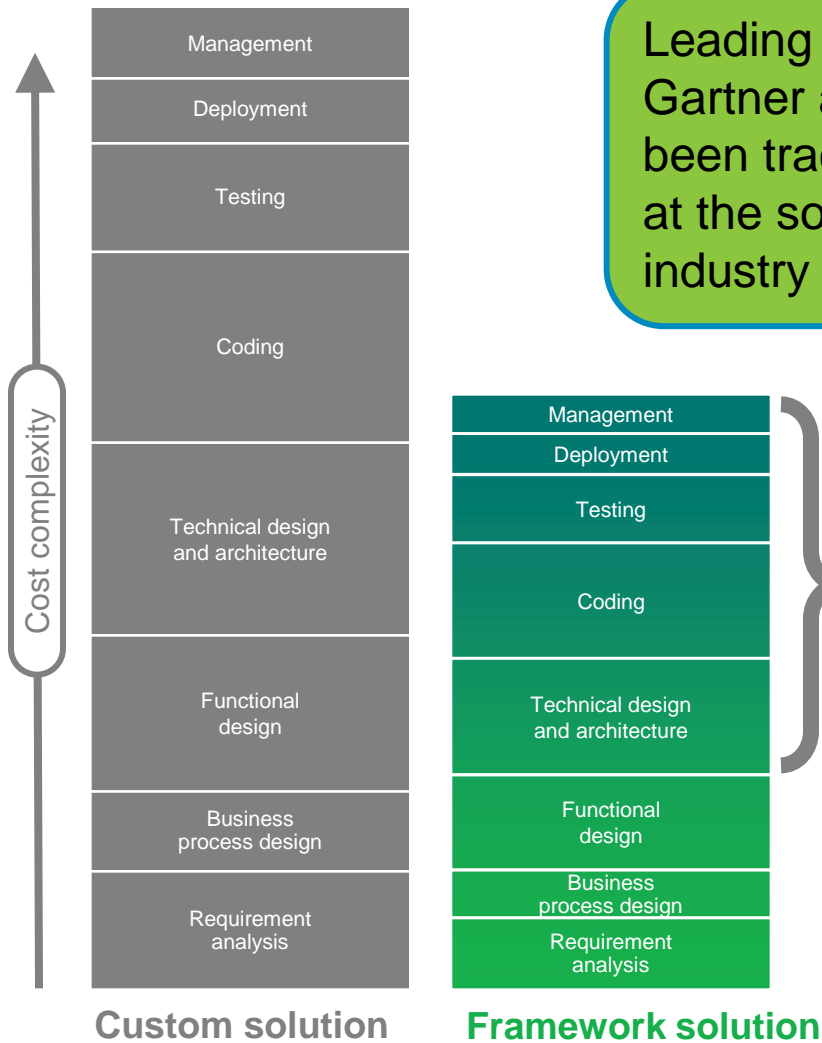 Leading
Gartner a
been trac
at the so
industry
Management
Deployment
Testing
Coding
Technical design
and architecture
Functional
design
Business
process design
Requirement
analysis
Custom solution
Cost complexity
Management
Deployment
Testing
Coding
Technical design
and architecture
Functional
design
Business
process design
Requirement
analysis
Framework solution